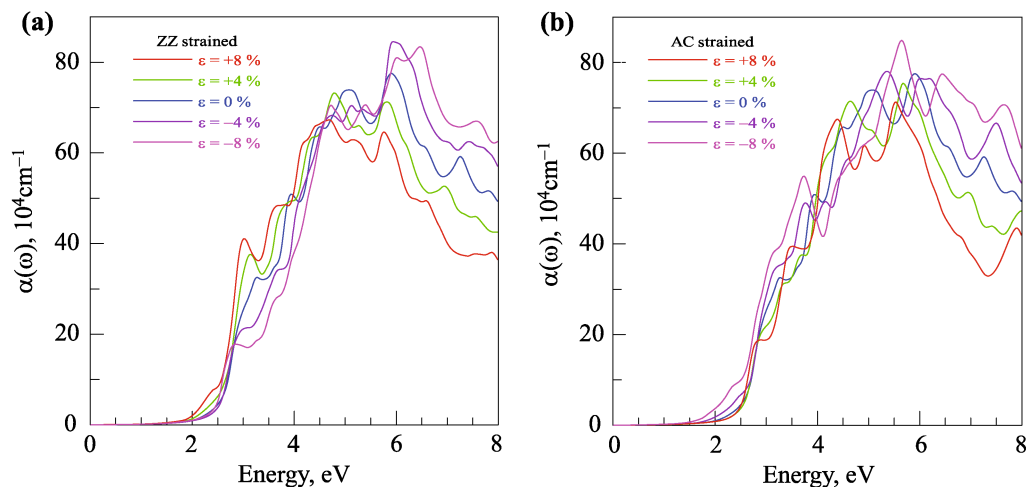 (a)
ZZ strained
ε = +8 %
ε = +4 %
ε = 0 %
ε = −4 %
ε = −8 %
α(ω), 10⁴cm⁻¹
80
60
40
20
0
0 2 4 6 8
Energy, eV
(b)
AC strained
ε = +8 %
ε = +4 %
ε = 0 %
ε = −4 %
ε = −8 %
α(ω), 10⁴cm⁻¹
80
60
40
20
0
0 2 4 6 8
Energy, eV